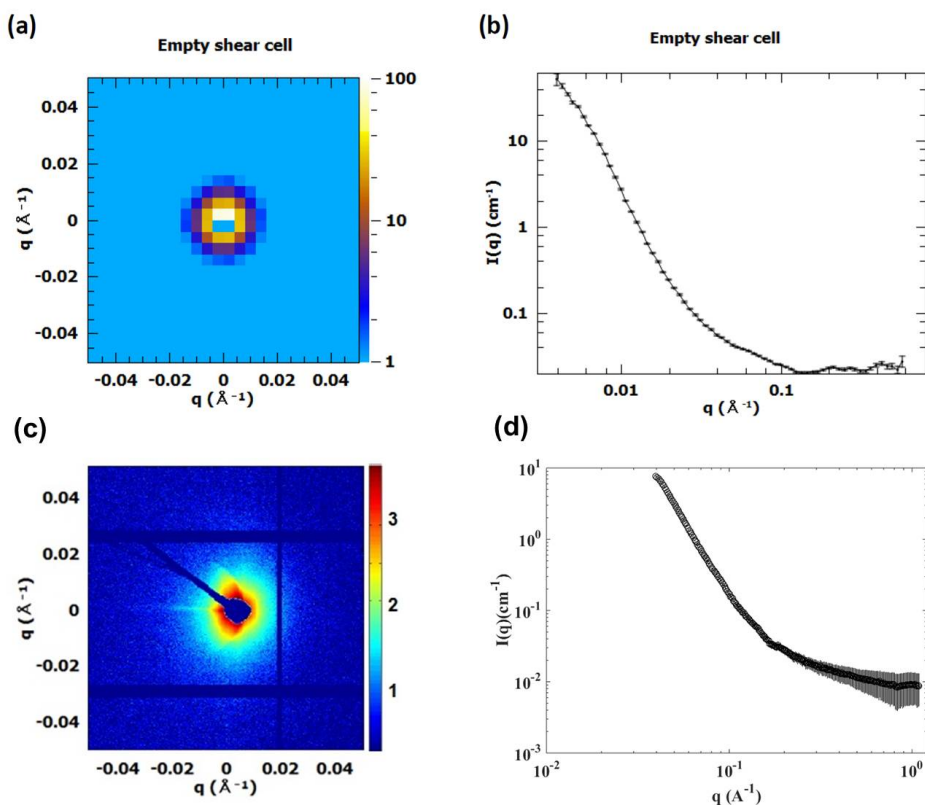 (a)
Empty shear cell
0.04
0.02
0
-0.02
-0.04
q (Å⁻¹)
-0.04 -0.02 0 0.02 0.04
q (Å⁻¹)
100
10
1
(b)
Empty shear cell
10
1
0.1
I(q) (cm⁻¹)
0.01 0.1
q (Å⁻¹)
(c)
0.04
0.02
0
-0.02
-0.04
q (Å⁻¹)
-0.04 -0.02 0 0.02 0.04
q (Å⁻¹)
3
2
1
(d)
10¹
10⁰
10⁻¹
10⁻²
10⁻³
I(q)(cm⁻¹)
10⁻² 10⁻¹ 10⁰
q (A⁻¹)